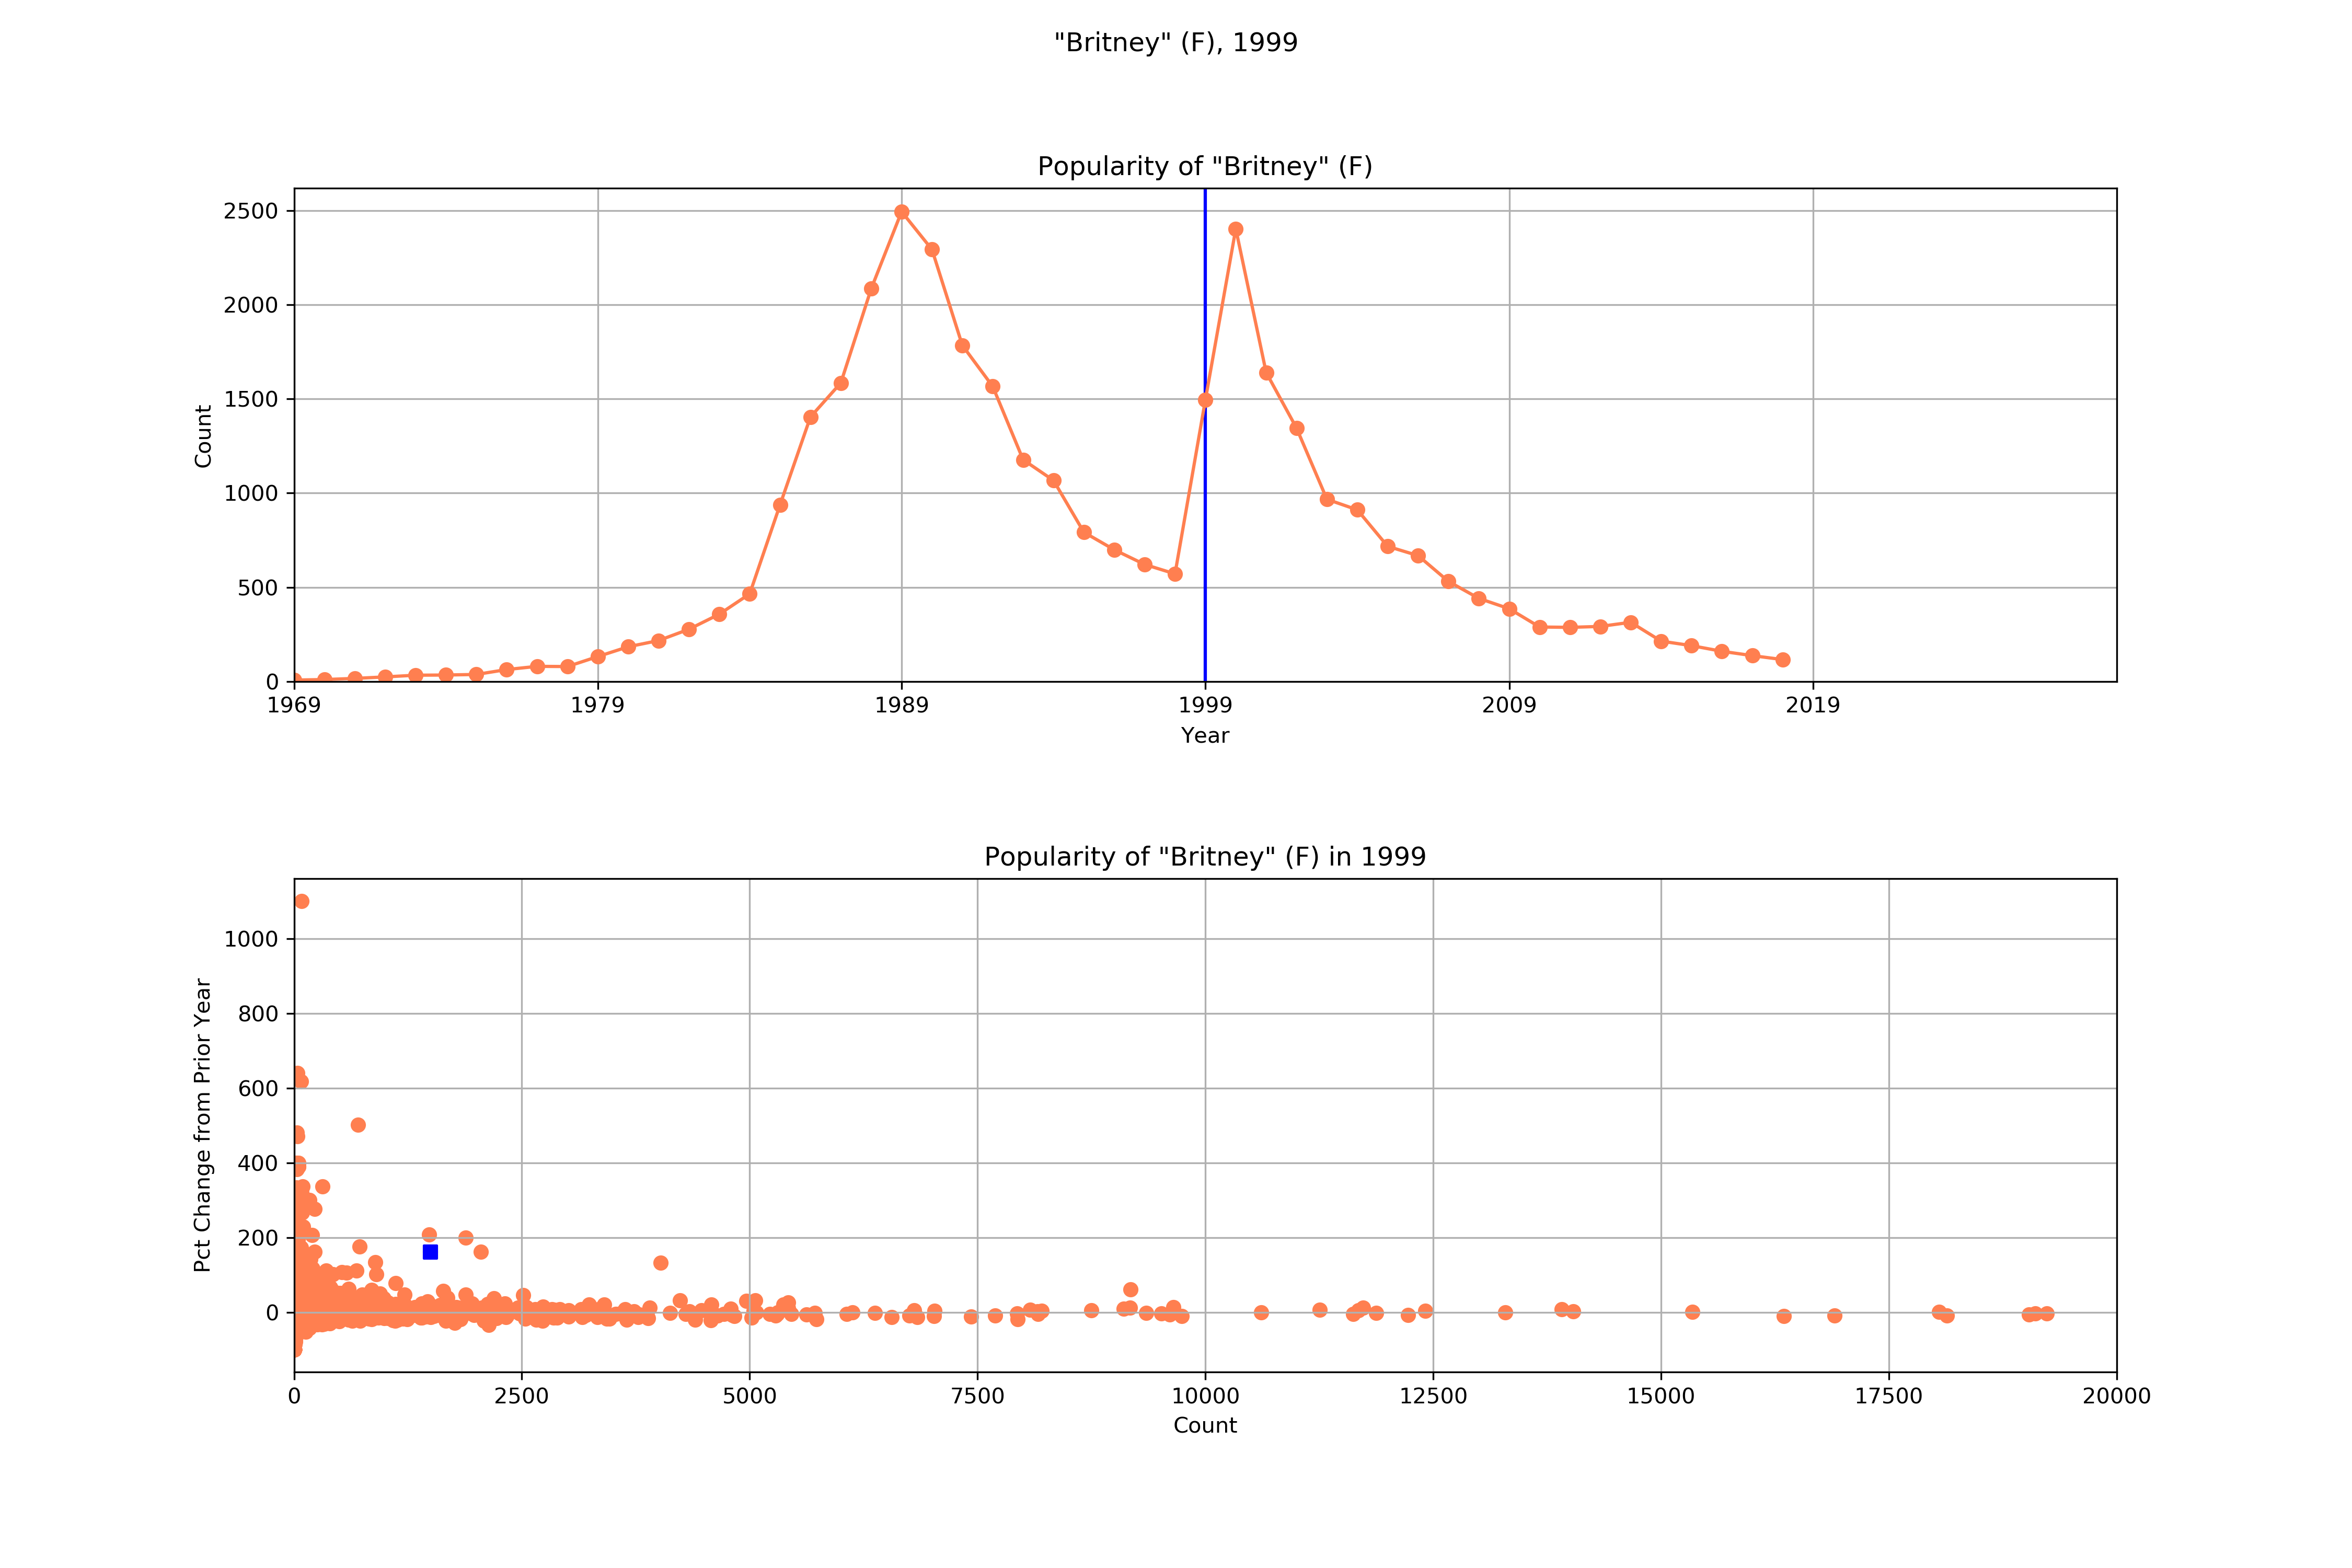 "Britney" (F), 1999
Popularity of "Britney" (F)
2500
2000
1500
1000
500
0
Count
1969 1979 1989 1999 2009 2019
Year
Popularity of "Britney" (F) in 1999
1000
800
600
400
200
0
Pct Change from Prior Year
0 2500 5000 7500 10000 12500 15000 17500 20000
Count